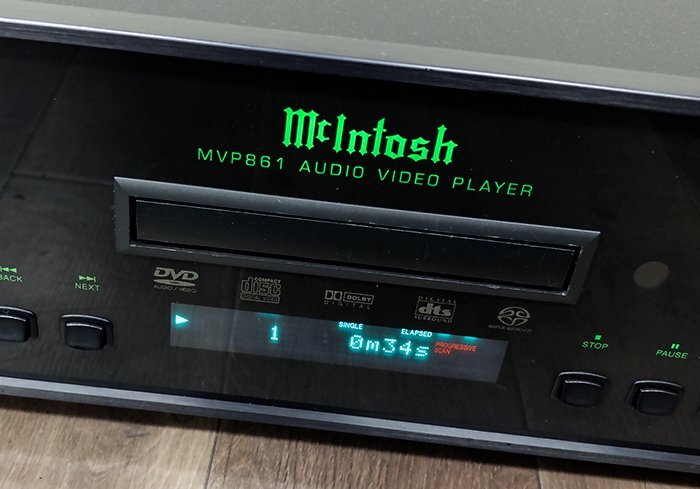 McIntosh
MVP861 AUDIO VIDEO PLAYER
BACK
NEXT
DVD
AUDIO / VIDEO
COMPACT
disc
DIGITAL VIDEO
DOLBY
DIGITAL
DIGITAL
dts
SURROUND
SUPER AUDIO CD
1
SINGLE
ELAPSED
0m34s
PROGRESSIVE
SCAN
STOP
PAUSE